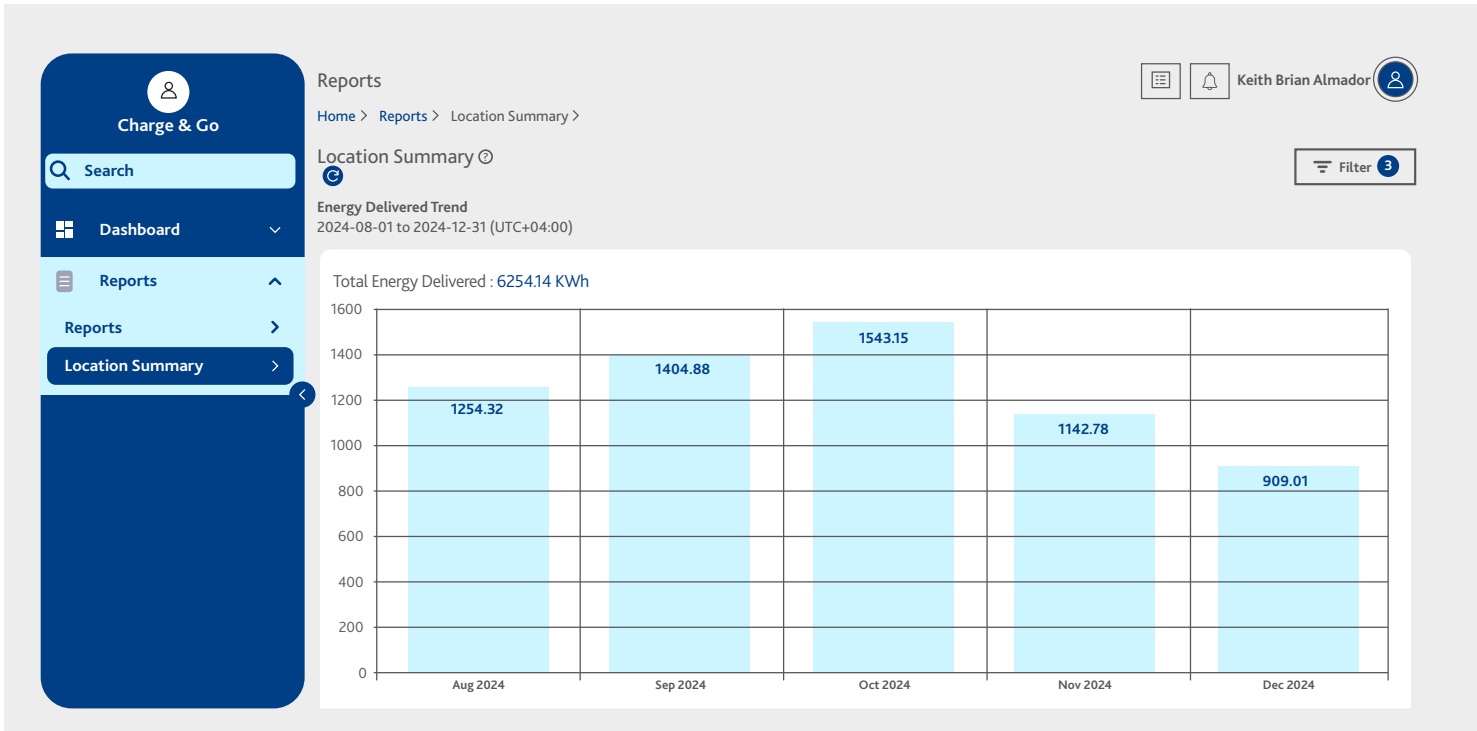 Charge & Go
Search
Dashboard
Reports
Reports
Location Summary
Reports
Keith Brian Almador
Home > Reports > Location Summary >
Location Summary
Filter 3
Energy Delivered Trend
2024-08-01 to 2024-12-31 (UTC+04:00)
Total Energy Delivered : 6254.14 KWh
1600
1400
1200
1000
800
600
400
200
0
1254.32
1404.88
1543.15
1142.78
909.01
Aug 2024
Sep 2024
Oct 2024
Nov 2024
Dec 2024